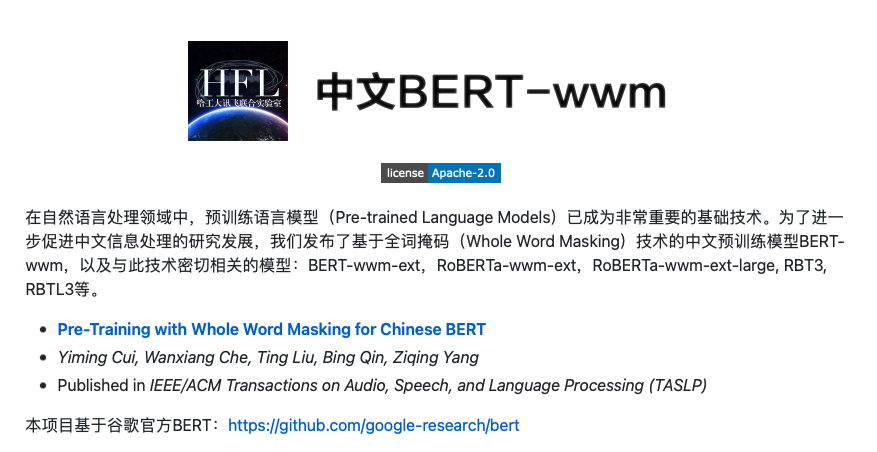 HFL
哈工大讯飞联合实验室
中文BERT-wwm
license Apache-2.0
在自然语言处理领域中，预训练语言模型（Pre-trained Language Models）已成为非常重要的基础技术。为了进一
步促进中文信息处理的研究发展，我们发布了基于全词掩码（Whole Word Masking）技术的中文预训练模型BERT-
wwm，以及与此技术密切相关的模型：BERT-wwm-ext，RoBERTa-wwm-ext，RoBERTa-wwm-ext-large, RBT3,
RBTL3等。
• Pre-Training with Whole Word Masking for Chinese BERT
• Yiming Cui, Wanxiang Che, Ting Liu, Bing Qin, Ziqing Yang
• Published in IEEE/ACM Transactions on Audio, Speech, and Language Processing (TASLP)
本项目基于谷歌官方BERT：https://github.com/google-research/bert